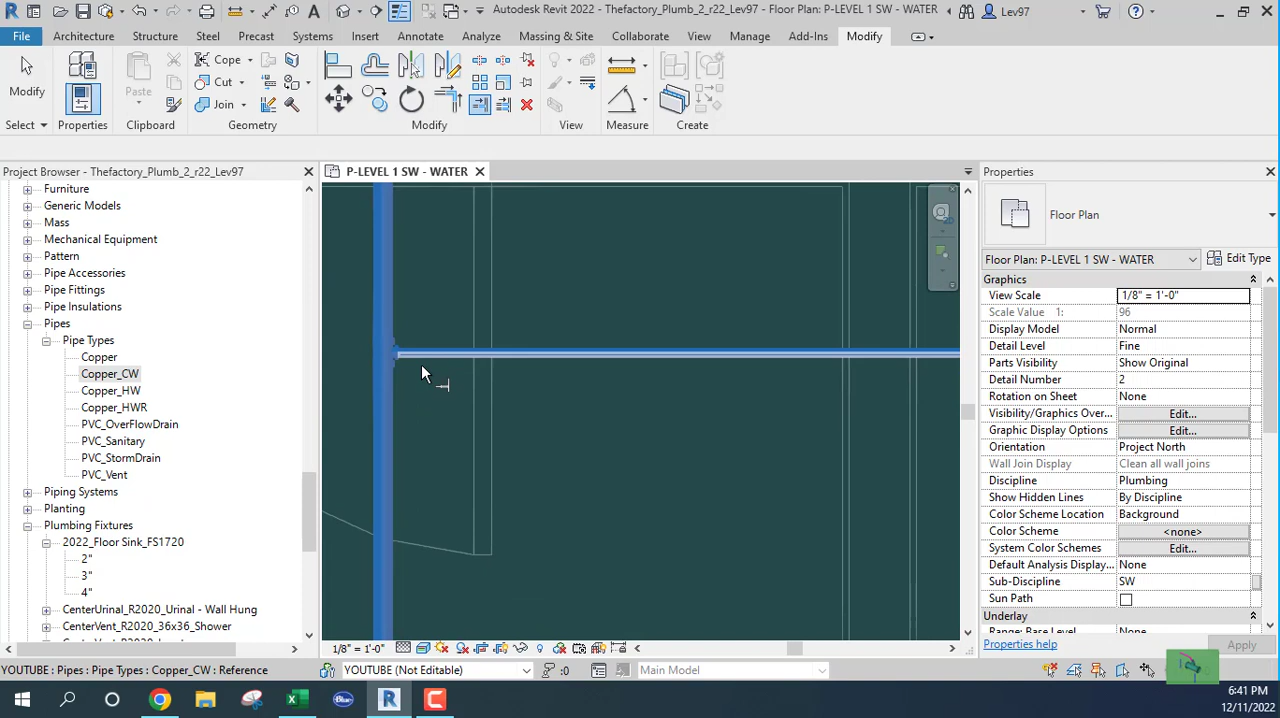 Autodesk Revit 2022 - Thefactory_Plumb_2_r22_Lev97 - Floor Plan: P-LEVEL 1 SW - WATER
Lev97
File Architecture Structure Steel Precast Systems Insert Annotate Analyze Massing & Site Collaborate View Manage Add-Ins Modify
Modify Paste Cope Cut Join
Select Properties Clipboard Geometry Modify View Measure Create
Project Browser - Thefactory_Plumb_2_r22_Lev97
Furniture
Generic Models
Mass
Mechanical Equipment
Pattern
Pipe Accessories
Pipe Fittings
Pipe Insulations
Pipes
Pipe Types
Copper
Copper_CW
Copper_HW
Copper_HWR
PVC_OverFlowDrain
PVC_Sanitary
PVC_StormDrain
PVC_Vent
Piping Systems
Planting
Plumbing Fixtures
2022_Floor Sink_FS1720
2"
3"
4"
CenterUrinal_R2020_Urinal - Wall Hung
CenterVent_R2020_36x36_Shower
P-LEVEL 1 SW - WATER
1/8" = 1'-0"
Properties
Floor Plan
Floor Plan: P-LEVEL 1 SW - WATER Edit Type
Graphics
View Scale 1/8" = 1'-0"
Scale Value 1: 96
Display Model Normal
Detail Level Fine
Parts Visibility Show Original
Detail Number 2
Rotation on Sheet None
Visibility/Graphics Over... Edit...
Graphic Display Options Edit...
Orientation Project North
Wall Join Display Clean all wall joins
Discipline Plumbing
Show Hidden Lines By Discipline
Color Scheme Location Background
Color Scheme <none>
System Color Schemes Edit...
Default Analysis Display... None
Sub-Discipline SW
Sun Path
Underlay
Range: Base Level None
Properties help Apply
YOUTUBE : Pipes : Pipe Types : Copper_CW : Reference YOUTUBE (Not Editable) :0 Main Model
6:41 PM
12/11/2022